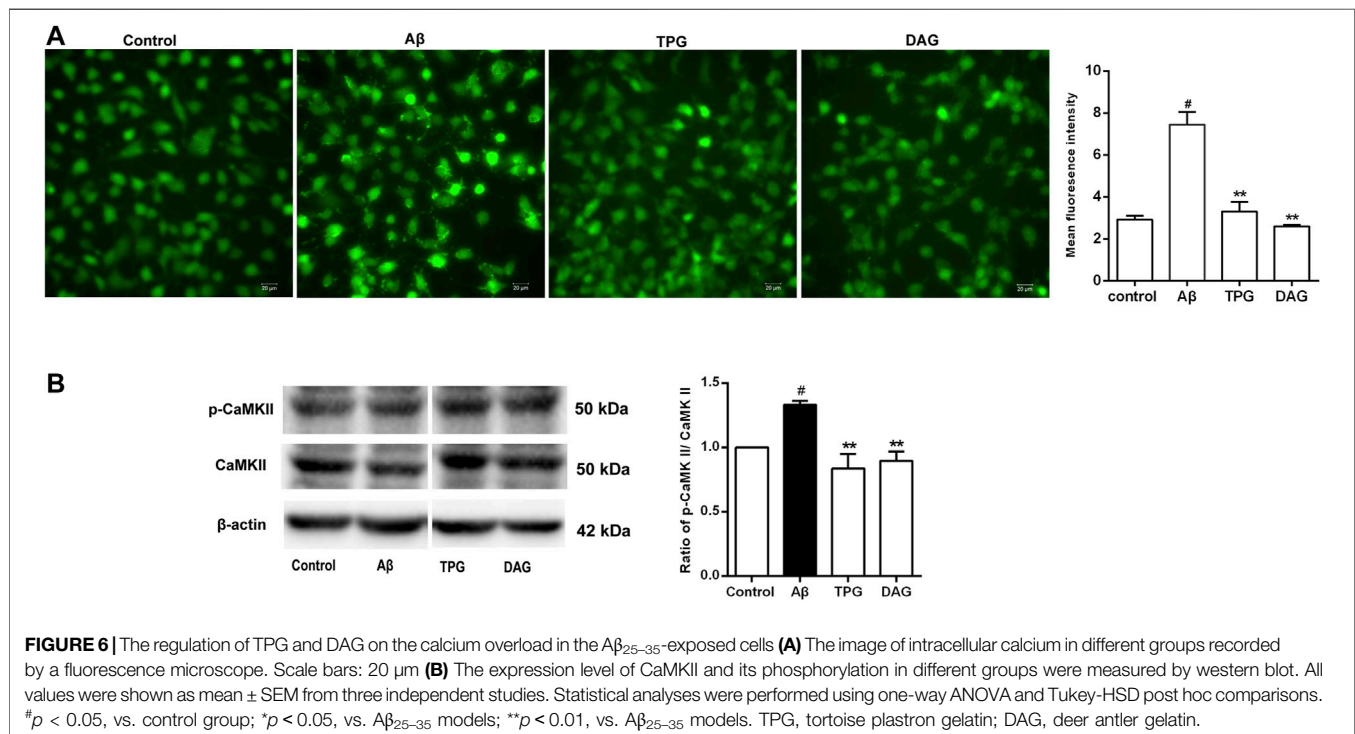 A
Control
Aβ
TPG
DAG
20 µm
20 µm
20 µm
20 µm
Mean fluoresence intensity
10
8
6
4
2
0
#
**
**
control
Aβ
TPG
DAG
B
p-CaMKII
50 kDa
CaMKII
50 kDa
β-actin
42 kDa
Control
Aβ
TPG
DAG
Ratio of p-CaMK II/ CaMK II
1.5
1.0
0.5
0.0
#
**
**
Control
Aβ
TPG
DAG
FIGURE 6 | The regulation of TPG and DAG on the calcium overload in the Aβ25–35-exposed cells (A) The image of intracellular calcium in different groups recorded
by a fluorescence microscope. Scale bars: 20 µm (B) The expression level of CaMKII and its phosphorylation in different groups were measured by western blot. All
values were shown as mean ± SEM from three independent studies. Statistical analyses were performed using one-way ANOVA and Tukey-HSD post hoc comparisons.
#p < 0.05, vs. control group; *p < 0.05, vs. Aβ25–35 models; **p < 0.01, vs. Aβ25–35 models. TPG, tortoise plastron gelatin; DAG, deer antler gelatin.